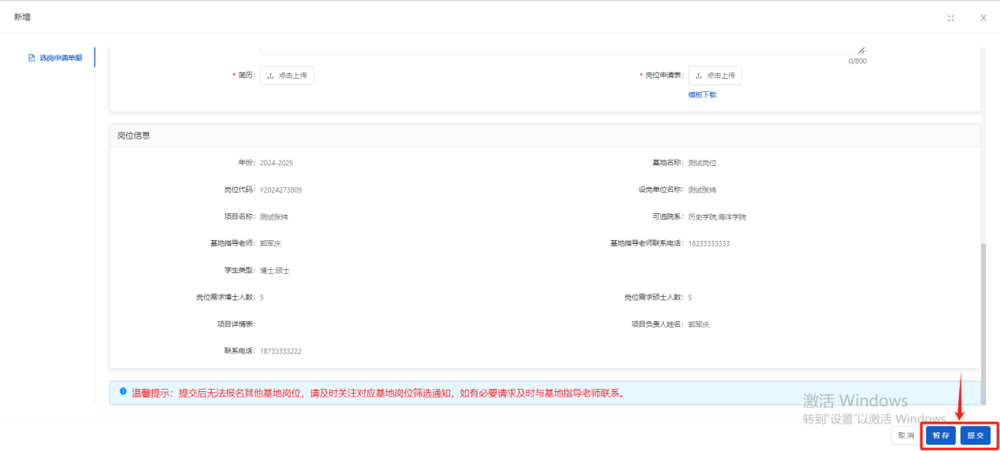 新增
选岗申请单据
0/800
* 简历: 点击上传
* 岗位申请表: 点击上传
模板下载
岗位信息
年份: 2024-2025
基地名称: 测试岗位
岗位代码: Y2024273809
设岗单位名称: 测试张炜
项目名称: 测试张炜
可选院系: 历史学院,海洋学院
基地指导老师: 郭军庆
基地指导老师联系电话: 18233333333
学生类型: 博士,硕士
岗位需求博士人数: 5
岗位需求硕士人数: 5
项目详情表:
项目负责人姓名: 郭军庆
联系电话: 18733333222
温馨提示：提交后无法报名其他基地岗位，请及时关注对应基地岗位筛选通知，如有必要请求及时与基地指导老师联系。
激活 Windows
转到"设置"以激活 Windows。
取消
暂存
提交